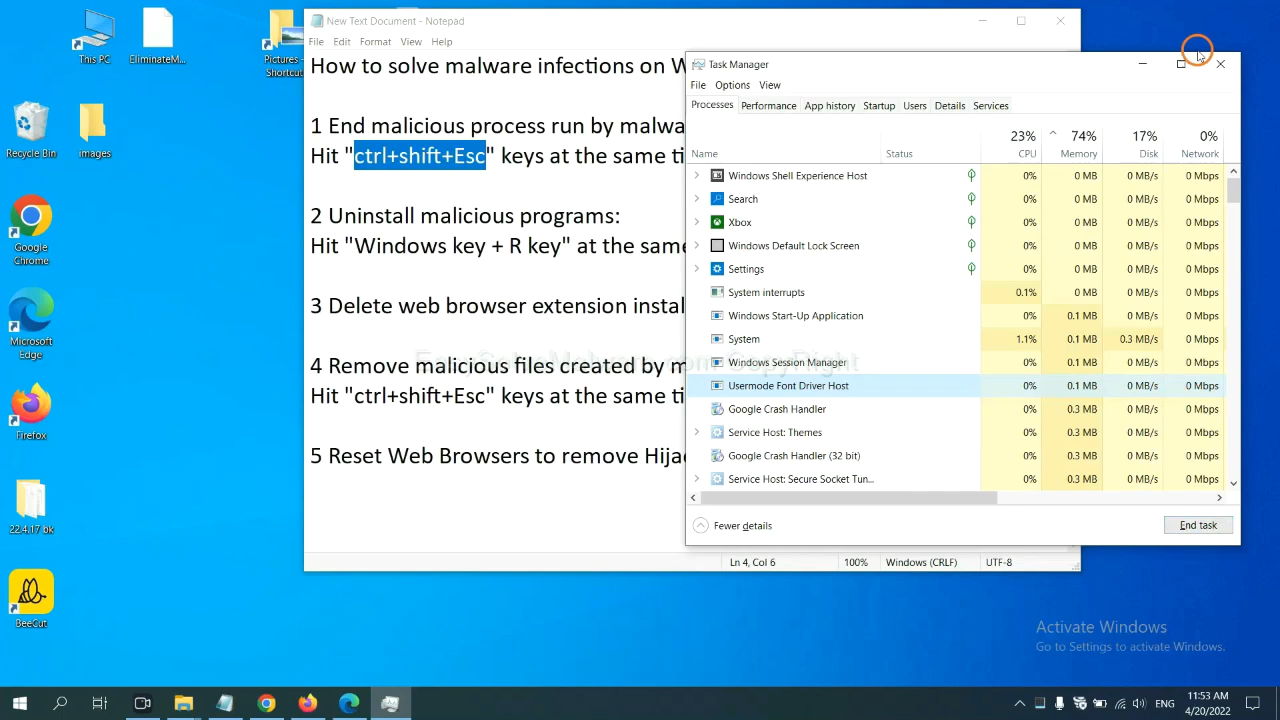 This PC
EliminateM...
Pictures -
Shortcut
Recycle Bin
images
Google
Chrome
Microsoft
Edge
Firefox
22.4.17 bk
BeeCut
New Text Document - Notepad
File Edit Format View Help
How to solve malware infections on W
1 End malicious process run by malwa
Hit "ctrl+shift+Esc" keys at the same ti
2 Uninstall malicious programs:
Hit "Windows key + R key" at the same
3 Delete web browser extension instal
4 Remove malicious files created by m
Hit "ctrl+shift+Esc" keys at the same ti
5 Reset Web Browsers to remove Hija
Ln 4, Col 6 100% Windows (CRLF) UTF-8
Task Manager
File Options View
Processes Performance App history Startup Users Details Services
23% 74% 17% 0%
Name Status CPU Memory Disk Network
Windows Shell Experience Host 0% 0 MB 0 MB/s 0 Mbps
Search 0% 0 MB 0 MB/s 0 Mbps
Xbox 0% 0 MB 0 MB/s 0 Mbps
Windows Default Lock Screen 0% 0 MB 0 MB/s 0 Mbps
Settings 0% 0 MB 0 MB/s 0 Mbps
System interrupts 0.1% 0 MB 0 MB/s 0 Mbps
Windows Start-Up Application 0% 0.1 MB 0 MB/s 0 Mbps
System 1.1% 0.1 MB 0.3 MB/s 0 Mbps
Windows Session Manager 0% 0.1 MB 0 MB/s 0 Mbps
Usermode Font Driver Host 0% 0.1 MB 0 MB/s 0 Mbps
Google Crash Handler 0% 0.3 MB 0 MB/s 0 Mbps
Service Host: Themes 0% 0.3 MB 0 MB/s 0 Mbps
Google Crash Handler (32 bit) 0% 0.3 MB 0 MB/s 0 Mbps
Service Host: Secure Socket Tun... 0% 0.3 MB 0 MB/s 0 Mbps
Fewer details
End task
Activate Windows
Go to Settings to activate Windows.
ENG
11:53 AM
4/20/2022